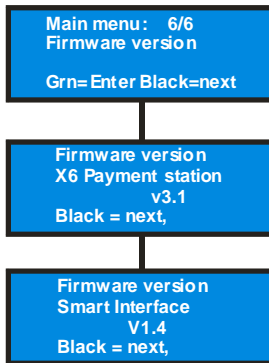 Main menu: 6/6
Firmware version
Grn=Enter Black=next
Firmware version
X6 Payment station
v3.1
Black = next,
Firmware version
Smart Interface
V1.4
Black = next,